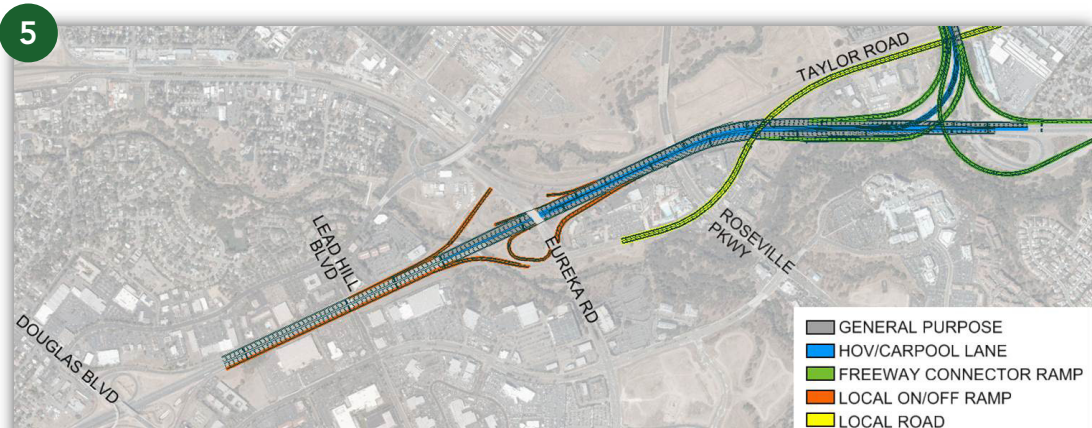 5
TAYLOR ROAD
ROSEVILLE
PKWY
LEAD HILL
BLVD
EUREKA RD
DOUGLAS BLVD
GENERAL PURPOSE
HOV/CARPOOL LANE
FREEWAY CONNECTOR RAMP
LOCAL ON/OFF RAMP
LOCAL ROAD